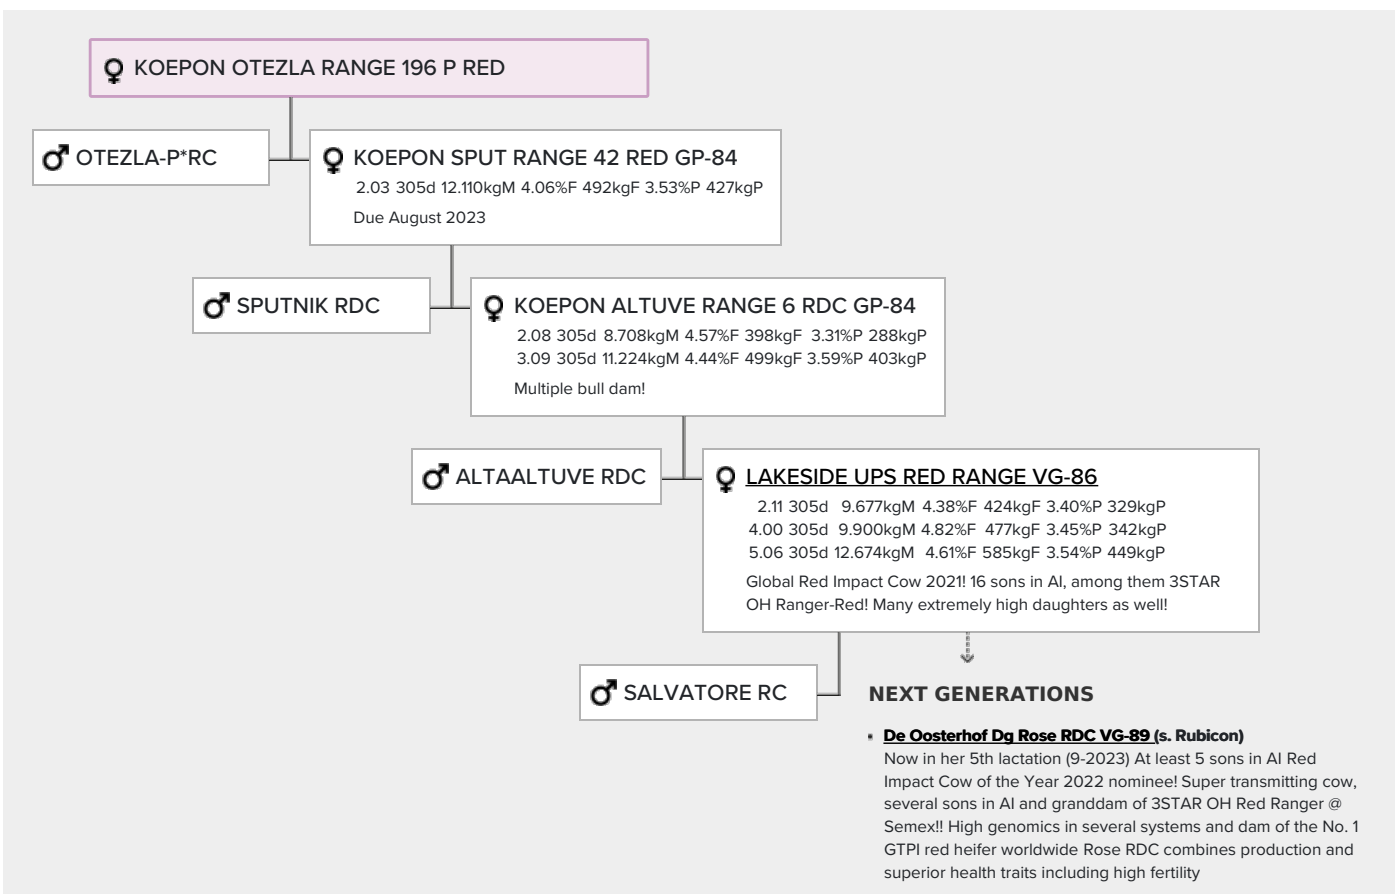 KOEPON OTEZLA RANGE 196 P RED
OTEZLA-P*RC
KOEPON SPUT RANGE 42 RED GP-84
2.03 305d 12.110kgM 4.06%F 492kgF 3.53%P 427kgP
Due August 2023
SPUTNIK RDC
KOEPON ALTUVE RANGE 6 RDC GP-84
2.08 305d 8.708kgM 4.57%F 398kgF 3.31%P 288kgP
3.09 305d 11.224kgM 4.44%F 499kgF 3.59%P 403kgP
Multiple bull dam!
ALTAALTUVE RDC
LAKESIDE UPS RED RANGE VG-86
2.11 305d 9.677kgM 4.38%F 424kgF 3.40%P 329kgP
4.00 305d 9.900kgM 4.82%F 477kgF 3.45%P 342kgP
5.06 305d 12.674kgM 4.61%F 585kgF 3.54%P 449kgP
Global Red Impact Cow 2021! 16 sons in AI, among them 3STAR
OH Ranger-Red! Many extremely high daughters as well!
SALVATORE RC
NEXT GENERATIONS
De Oosterhof Dg Rose RDC VG-89 (s. Rubicon)
Now in her 5th lactation (9-2023) At least 5 sons in AI Red
Impact Cow of the Year 2022 nominee! Super transmitting cow,
several sons in AI and granddam of 3STAR OH Red Ranger @
Semex!! High genomics in several systems and dam of the No. 1
GTPI red heifer worldwide Rose RDC combines production and
superior health traits including high fertility